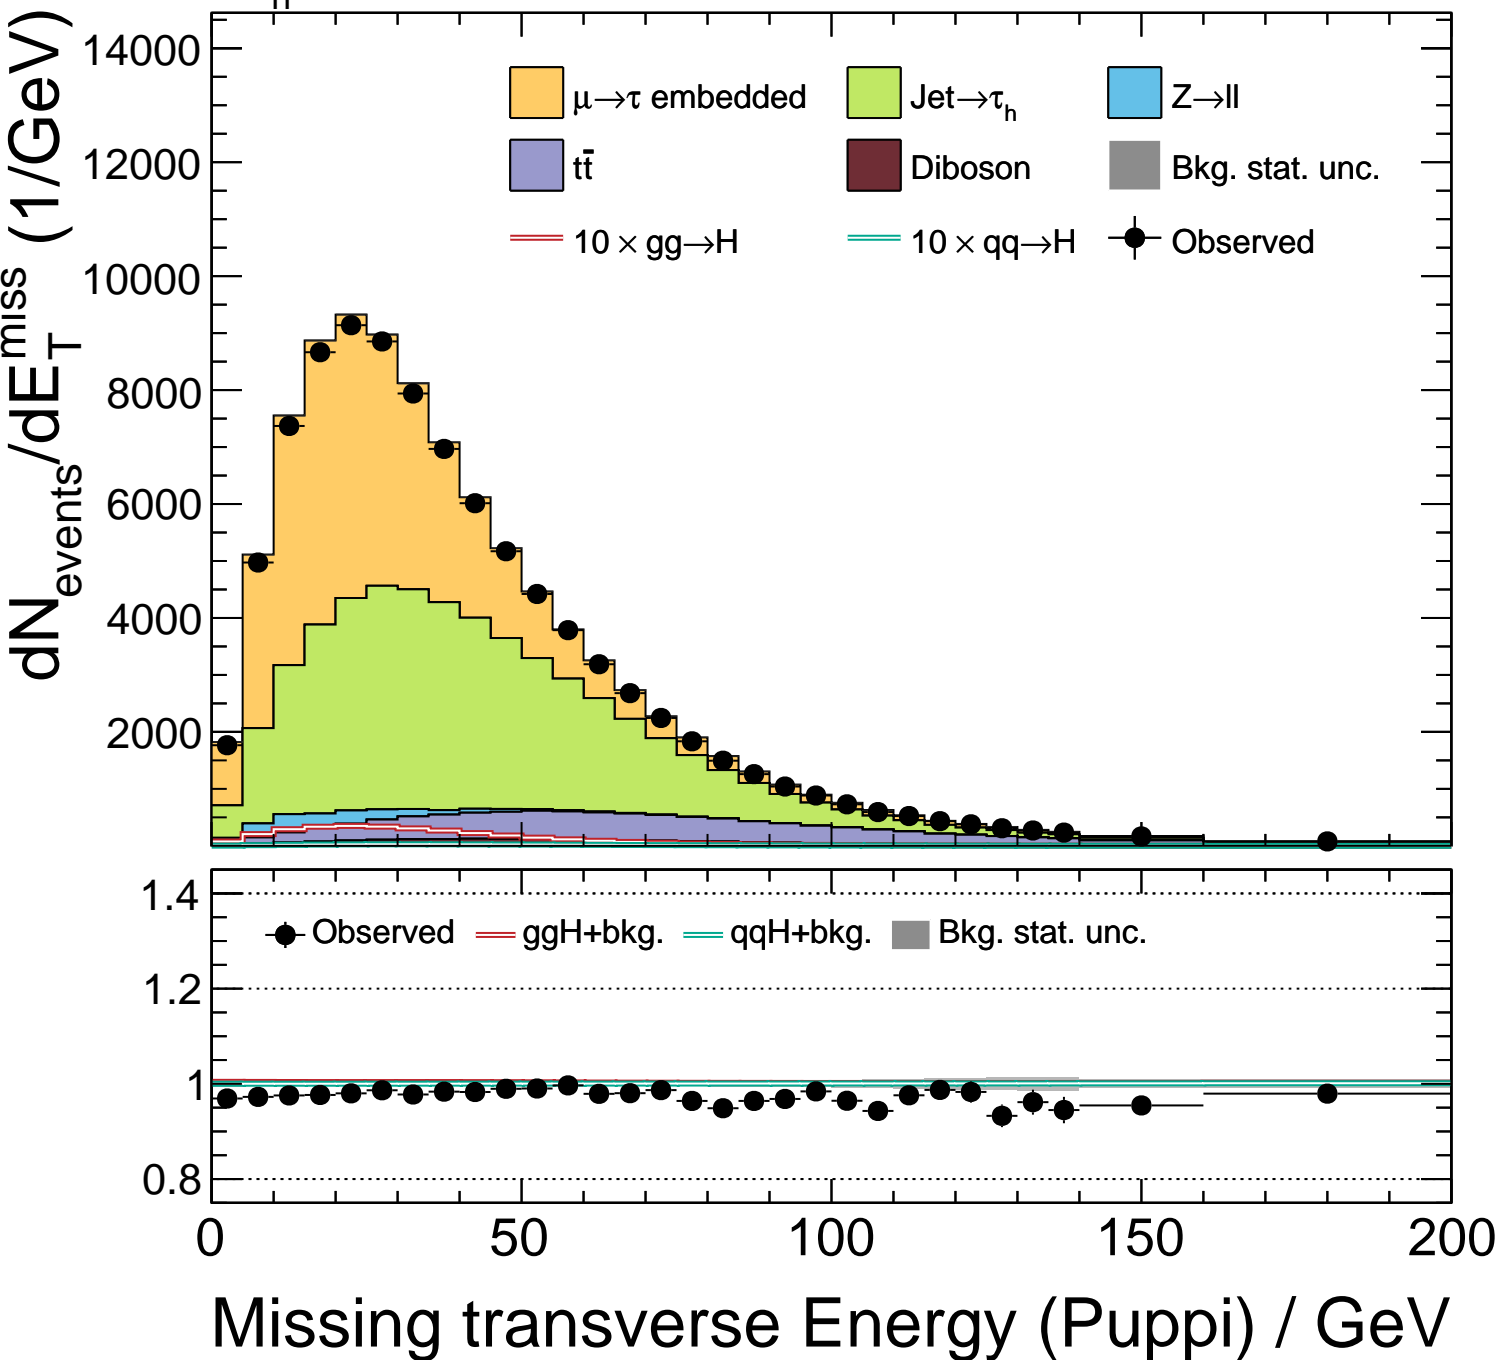 dN_events/dE_T^miss (1/GeV)
14000
12000
10000
8000
6000
4000
2000
μ→τ embedded
Jet→τ_h
Z→ll
tt̄
Diboson
Bkg. stat. unc.
10 × gg→H
10 × qq→H
Observed
1.4
1.2
1
0.8
Observed
ggH+bkg.
qqH+bkg.
Bkg. stat. unc.
0
50
100
150
200
Missing transverse Energy (Puppi) / GeV